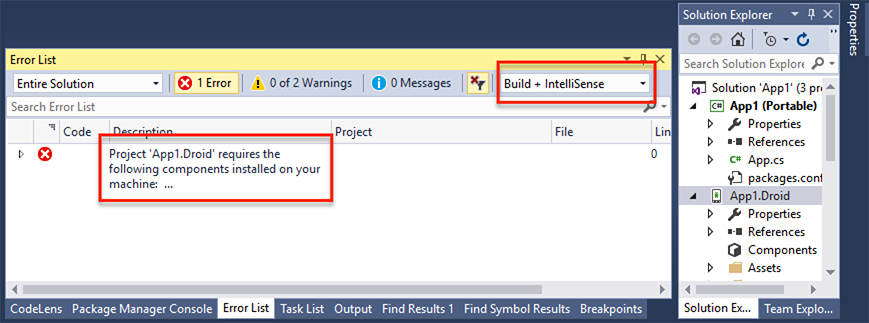 Error List
Entire Solution
1 Error
0 of 2 Warnings
0 Messages
Build + IntelliSense
Search Error List
Code
Description
Project
File
Lin
Project 'App1.Droid' requires the
following components installed on your
machine: ...
0
CodeLens
Package Manager Console
Error List
Task List
Output
Find Results 1
Find Symbol Results
Breakpoints
Solution Explorer
Search Solution Explore
Solution 'App1' (3 pro
C# App1 (Portable)
Properties
References
C# App.cs
packages.conf
App1.Droid
Properties
References
Components
Assets
Solution Ex...
Team Explo...
Properties